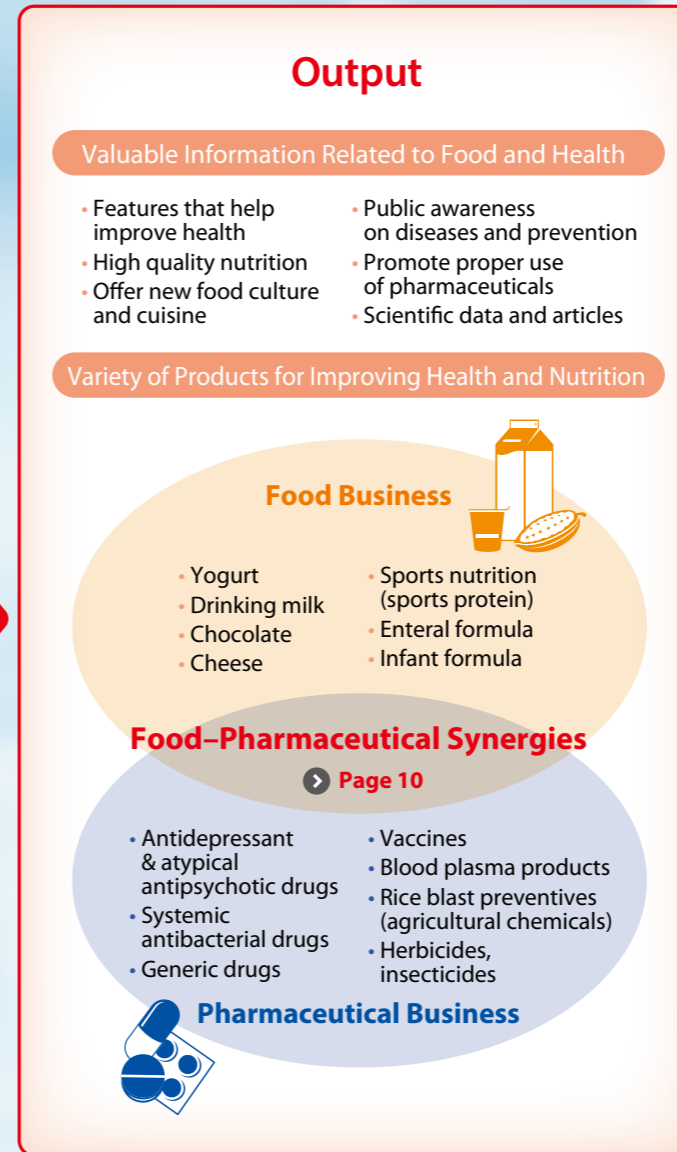 Output
Valuable Information Related to Food and Health
• Features that help
improve health
• High quality nutrition
• Offer new food culture
and cuisine
• Public awareness
on diseases and prevention
• Promote proper use
of pharmaceuticals
• Scientific data and articles
Variety of Products for Improving Health and Nutrition
Food Business
• Yogurt
• Drinking milk
• Chocolate
• Cheese
• Sports nutrition
(sports protein)
• Enteral formula
• Infant formula
Food–Pharmaceutical Synergies
Page 10
• Antidepressant
& atypical
antipsychotic drugs
• Systemic
antibacterial drugs
• Generic drugs
• Vaccines
• Blood plasma products
• Rice blast preventives
(agricultural chemicals)
• Herbicides,
insecticides
Pharmaceutical Business